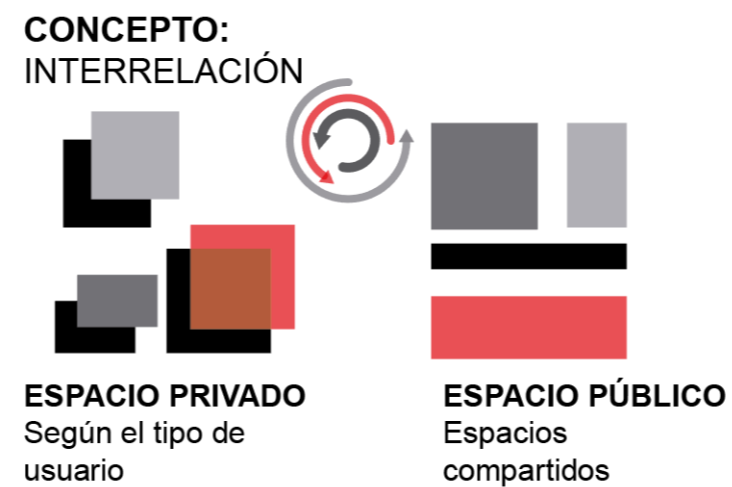 CONCEPTO:
INTERRELACIÓN
ESPACIO PRIVADO
Según el tipo de
usuario
ESPACIO PÚBLICO
Espacios
compartidos